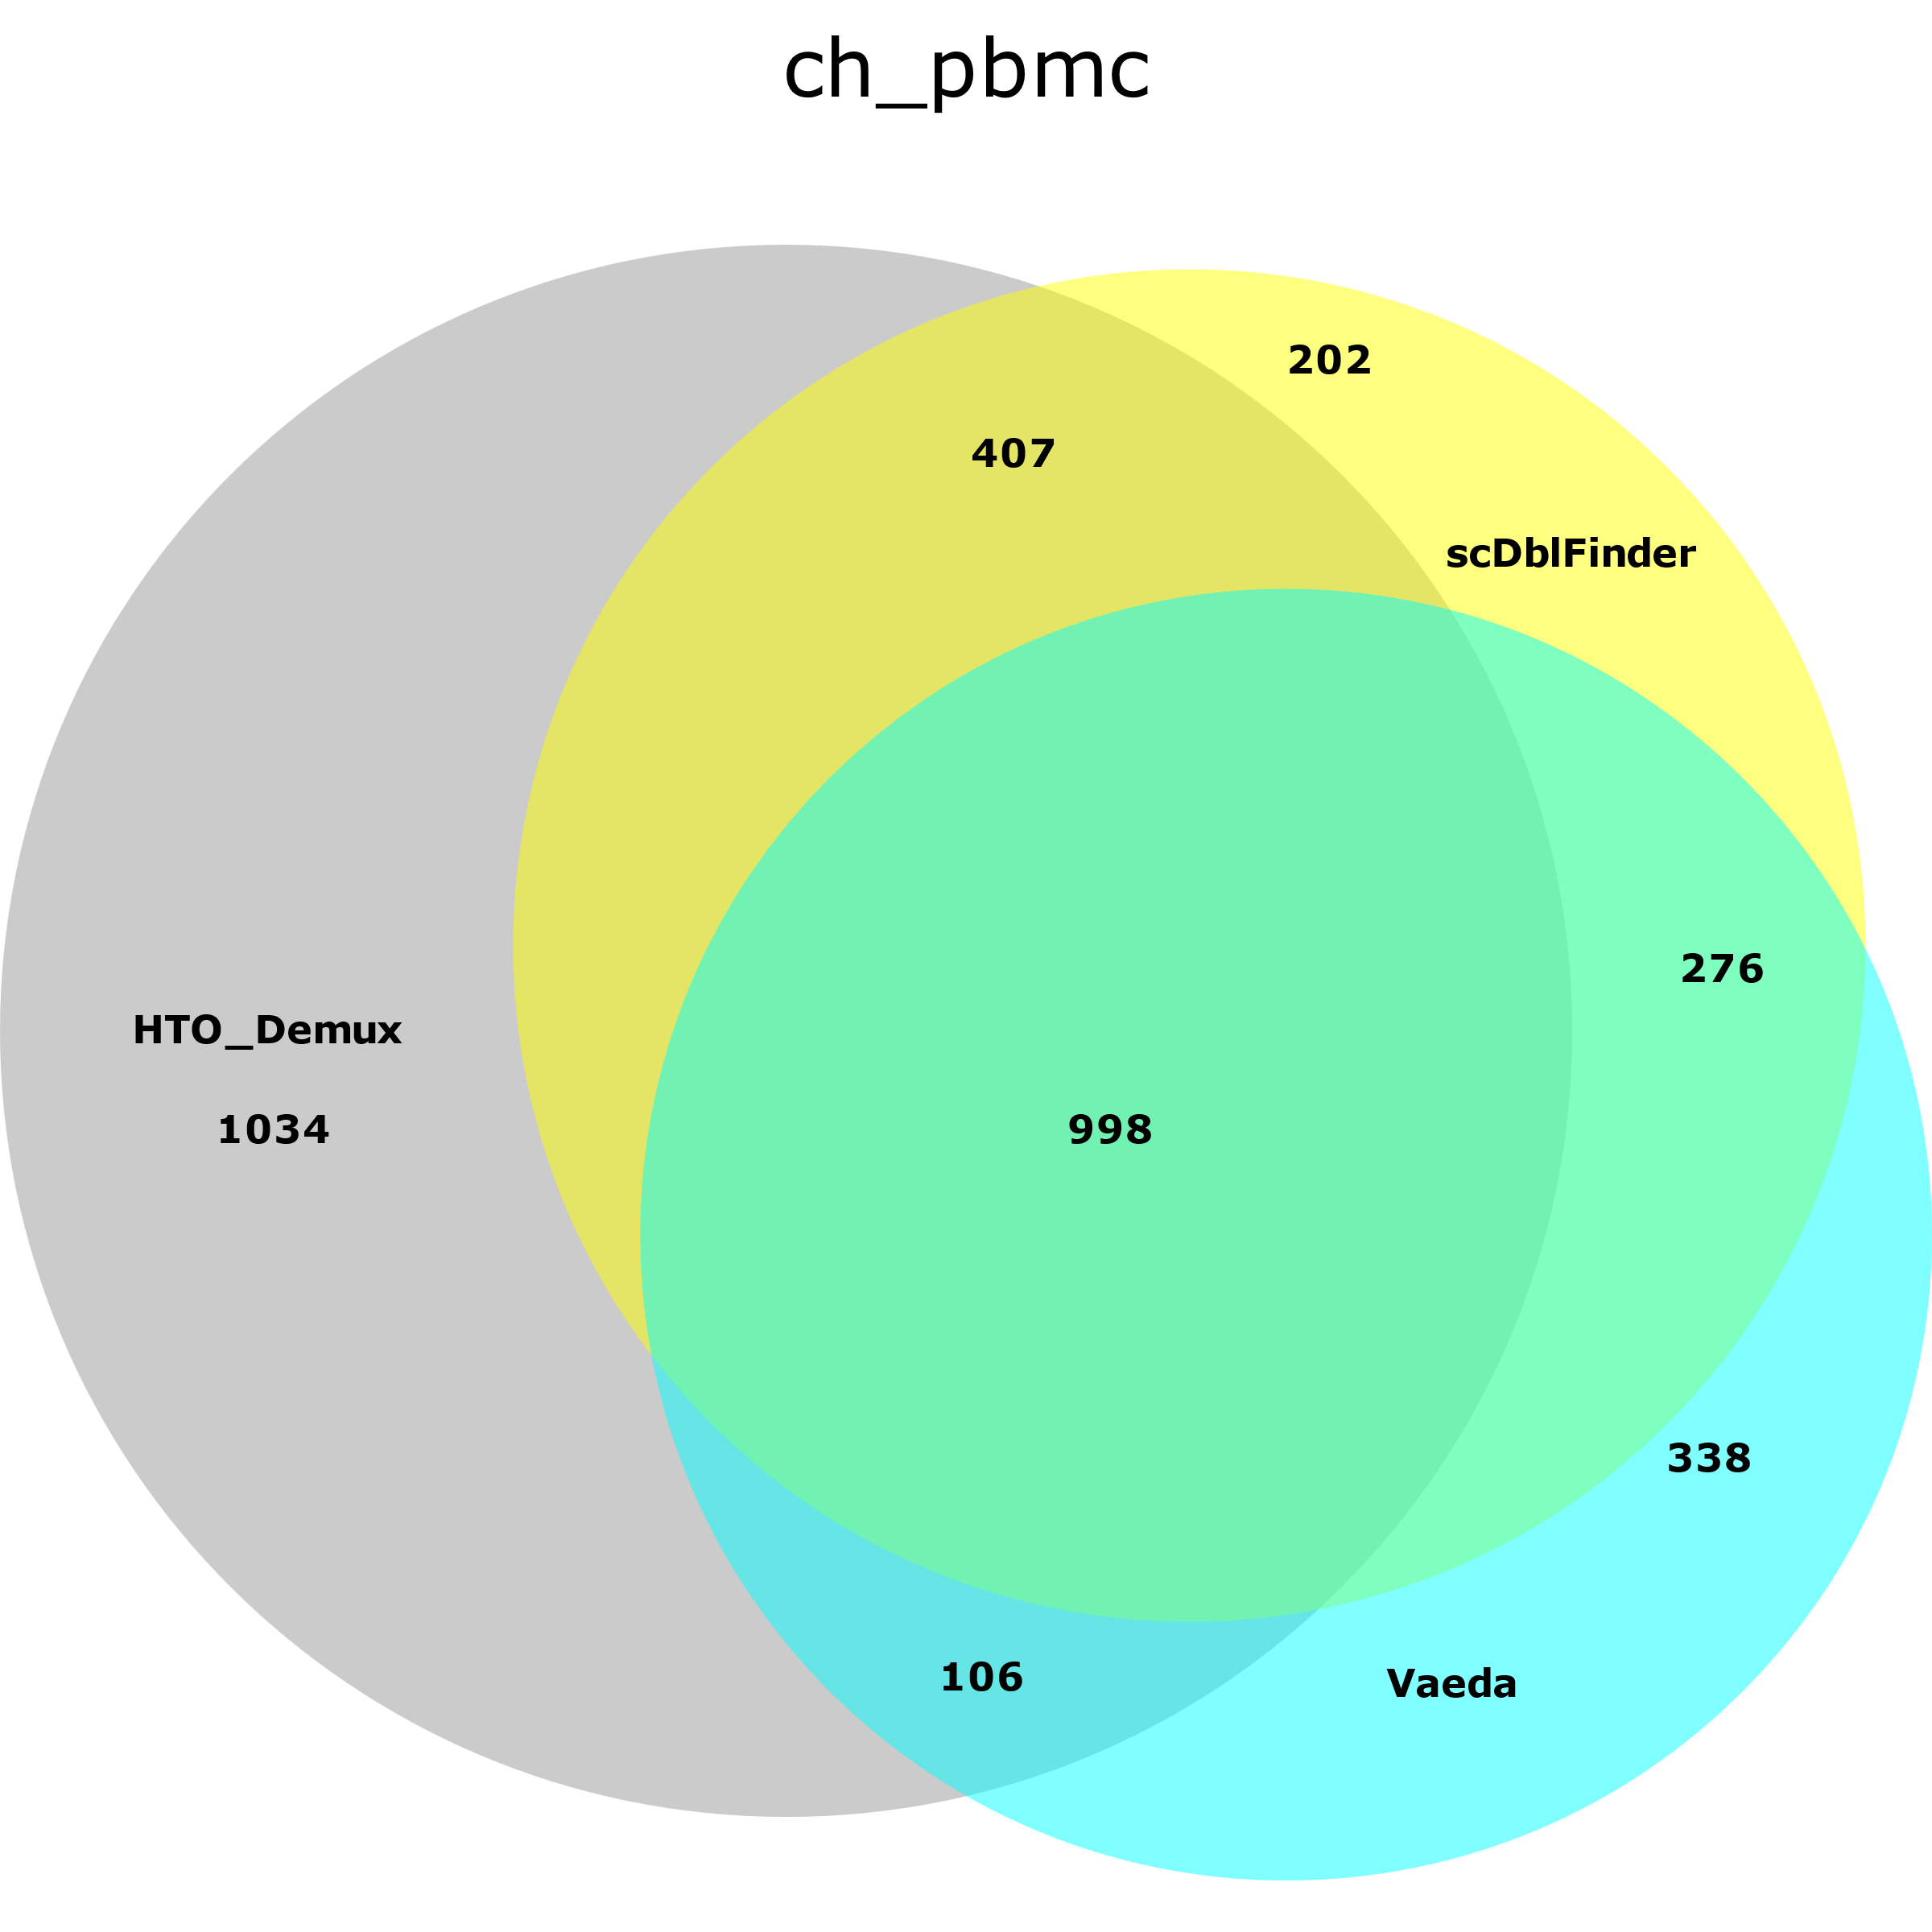 ch_pbmc
202
407
scDblFinder
276
HTO_Demux
1034
998
338
106
Vaeda